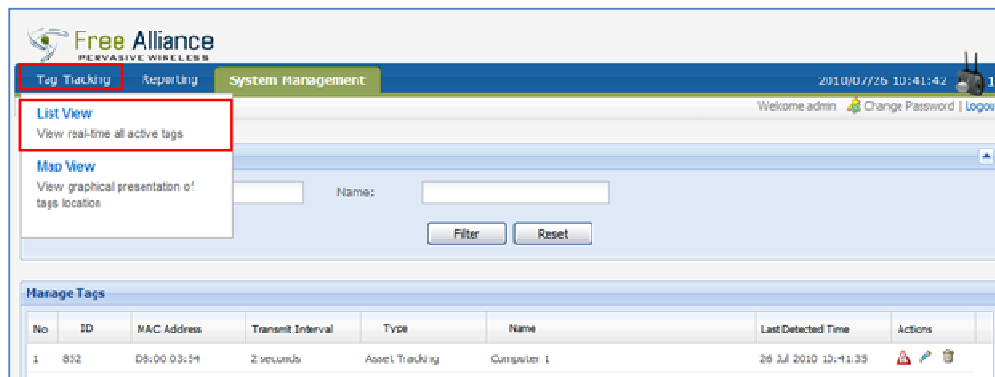 Free Alliance
PERVASIVE WIRELESS
Tag Tracking Reporting System Management 2010/07/26 10:41:42 1
Welcome admin Change Password | Logou
List View
View real-time all active tags
Map View
View graphical presentation of
tags location
Name:
Filter Reset
Manage Tags
No ID MAC Address Transmit Interval Type Name Last Detected Time Actions
1 2 seconds Asset Tracking Computer 1 26 Jul 2010 10:41:35